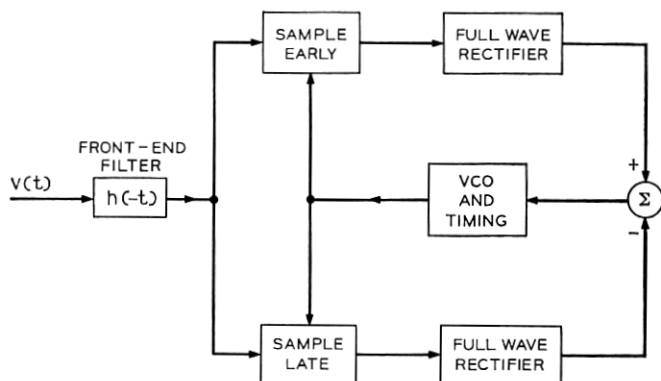 SAMPLE
EARLY
FULL WAVE
RECTIFIER
FRONT-END
FILTER
V(t)
h(-t)
VCO
AND
TIMING
+
Σ
-
SAMPLE
LATE
FULL WAVE
RECTIFIER